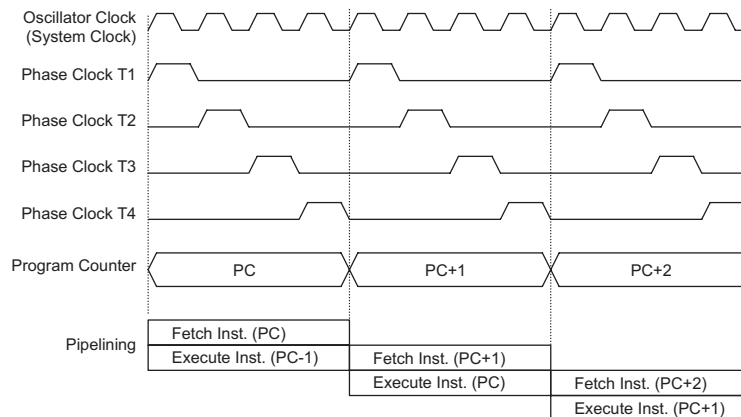 Oscillator Clock
(System Clock)
Phase Clock T1
Phase Clock T2
Phase Clock T3
Phase Clock T4
Program Counter
PC
PC+1
PC+2
Pipelining
Fetch Inst. (PC)
Execute Inst. (PC-1)
Fetch Inst. (PC+1)
Execute Inst. (PC)
Fetch Inst. (PC+2)
Execute Inst. (PC+1)